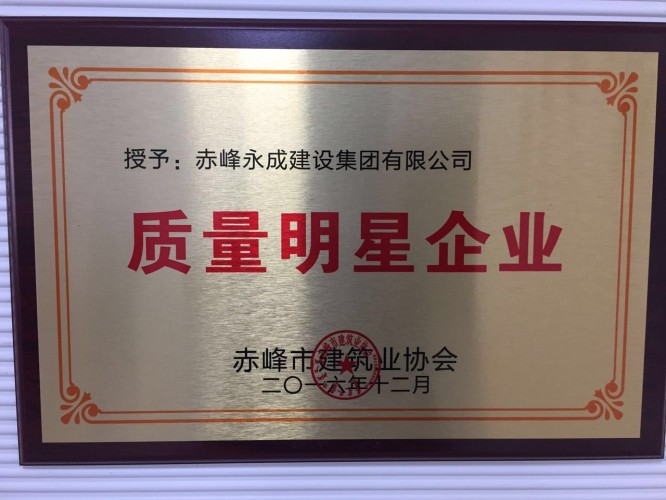 授予：赤峰永成建设集团有限公司
质量明星企业
赤峰市建筑业协会
二〇一六年十二月